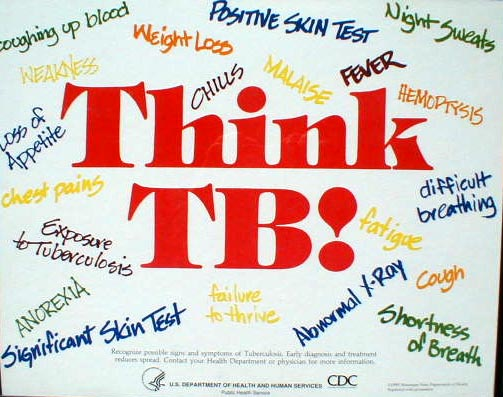 coughing up blood
Weight Loss
POSITIVE SKIN TEST
Night Sweats
WEAKNESS
CHILLS
MALAISE
FEVER
HEMOPTYSIS
Loss of
Appetite
Think
TB!
chest pains
difficult
breathing
Exposure
to Tuberculosis
fatigue
ANOREXIA
failure
to thrive
Abnormal X-RAY
Cough
Significant Skin Test
Shortness
of Breath
Recognize possible signs and symptoms of Tuberculosis. Early diagnosis and treatment
reduces spread. Contact your Health Department or physician for more information.
U.S. DEPARTMENT OF HEALTH AND HUMAN SERVICES
Public Health Service
CDC